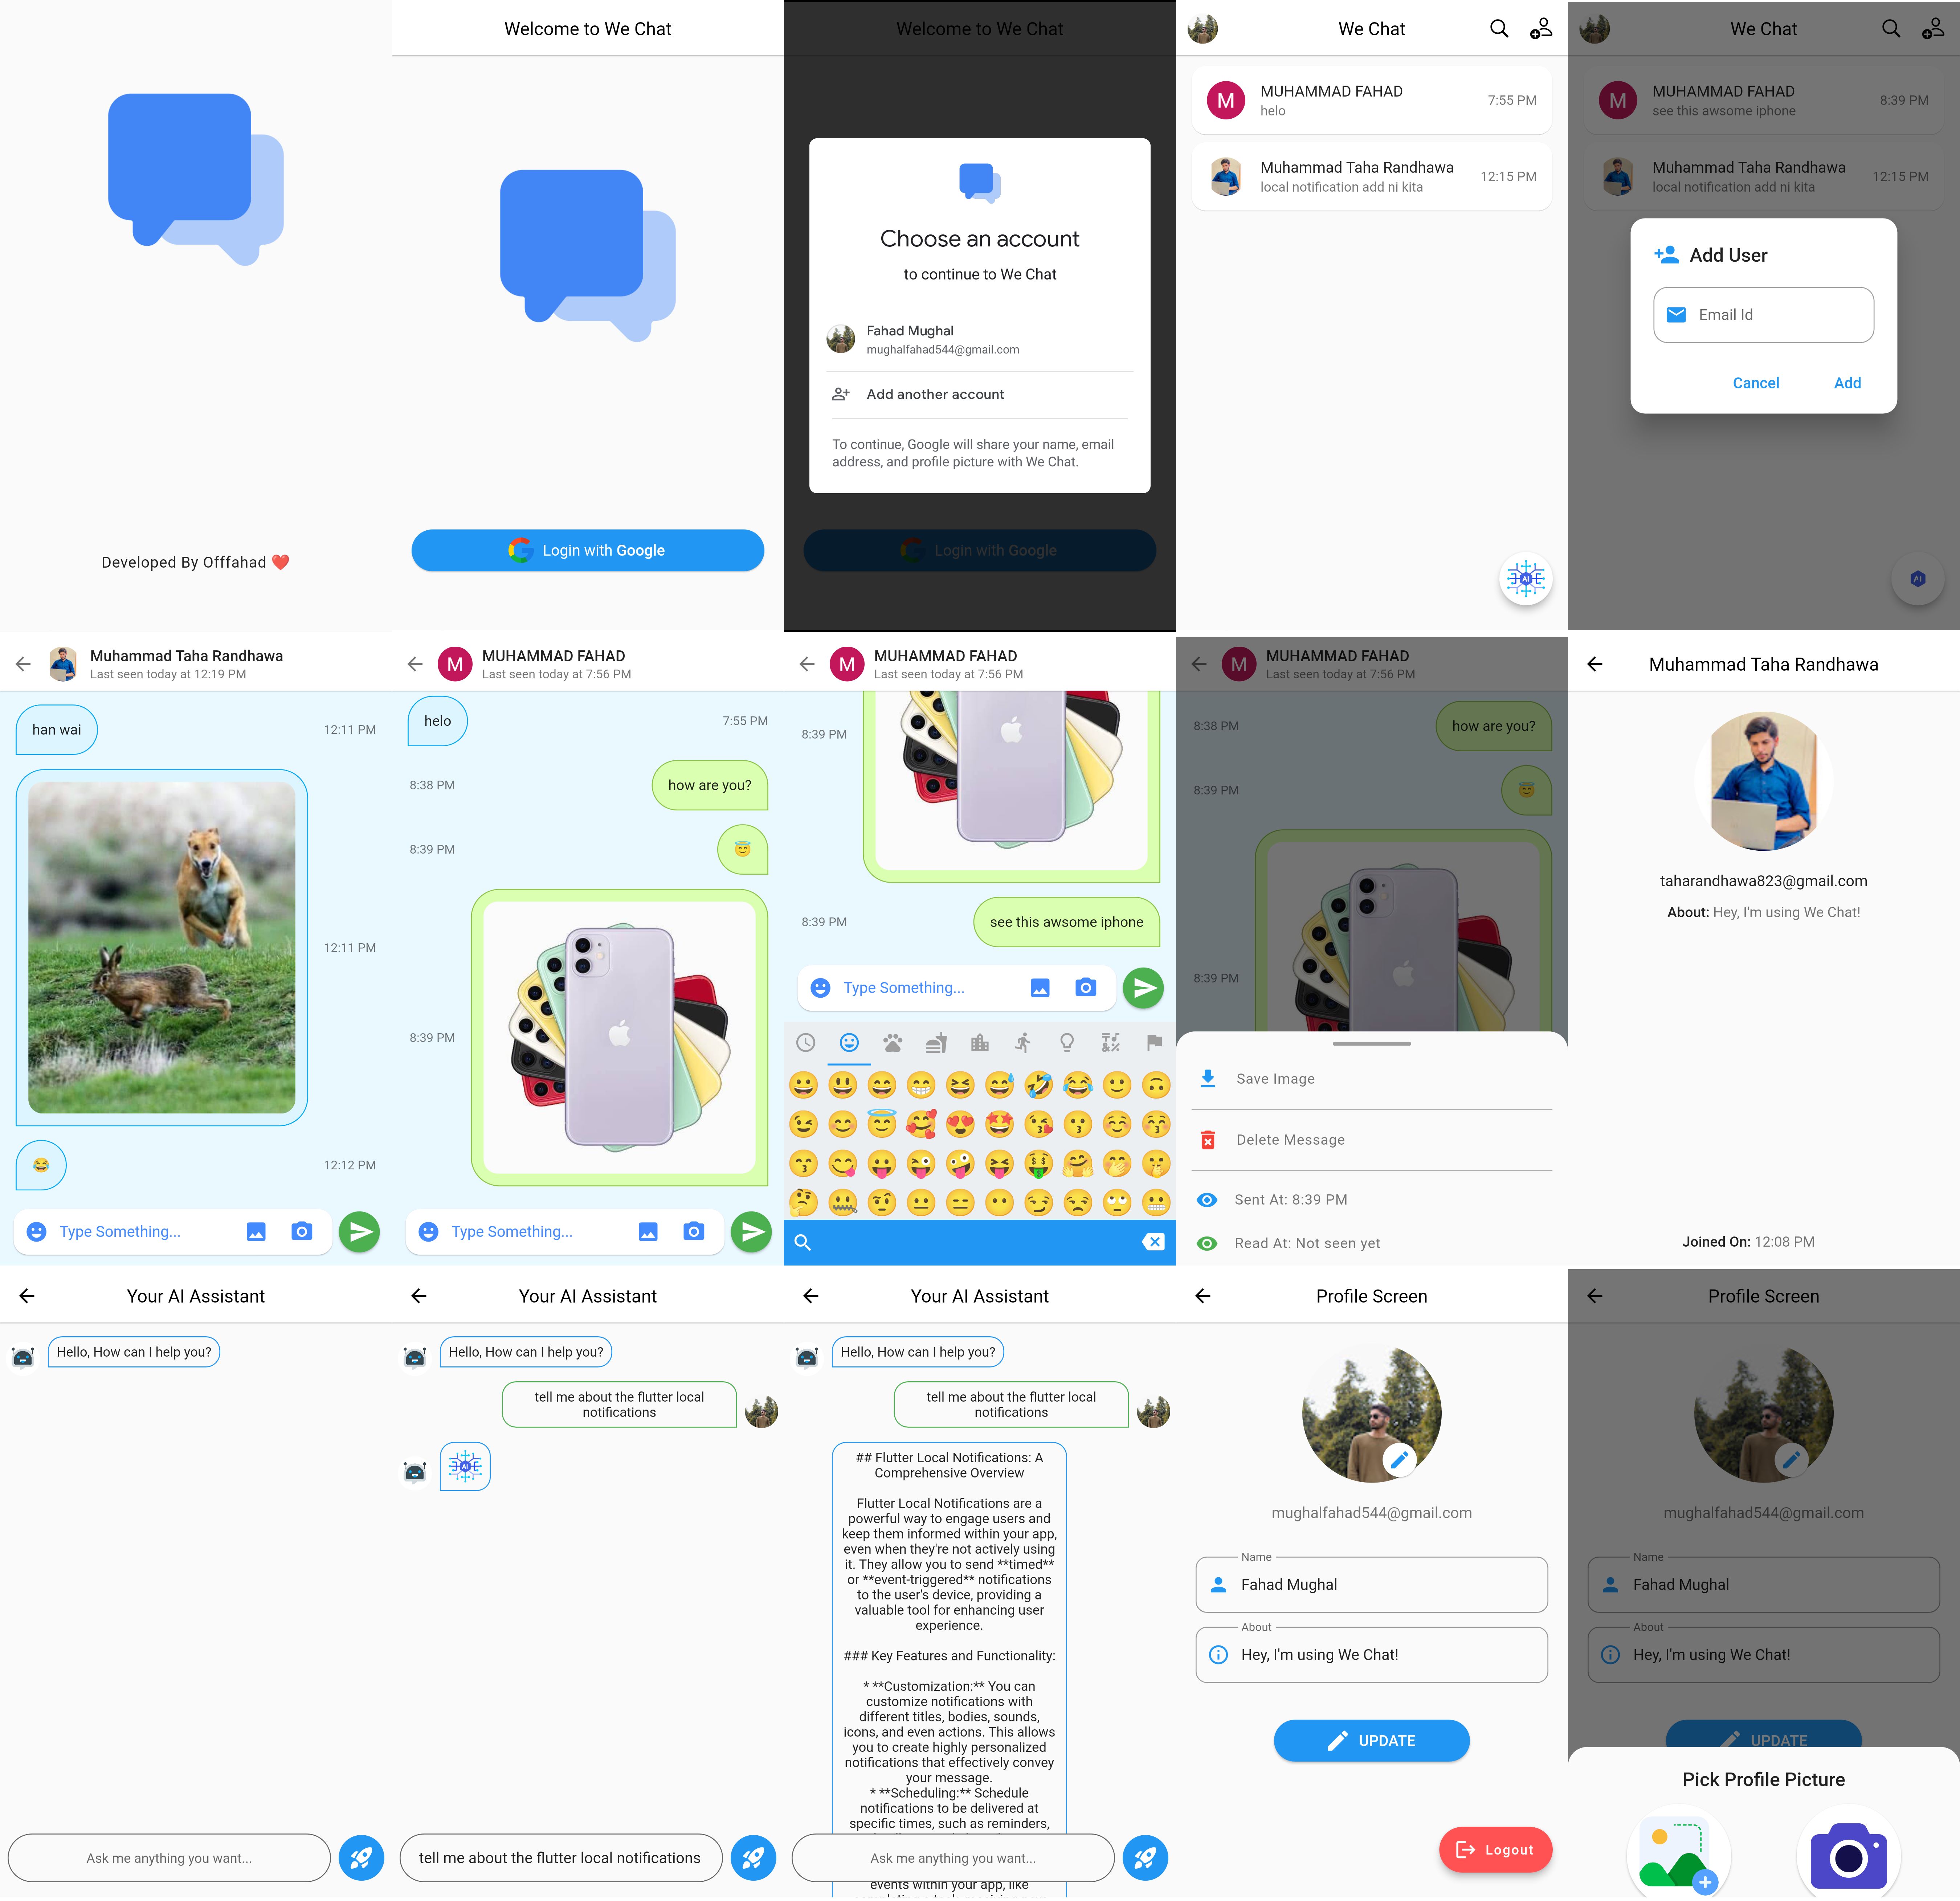 Developed By Offfahad ❤️
Welcome to We Chat
Login with Google
Welcome to We Chat
Choose an account
to continue to We Chat
Fahad Mughal
mughalfahad544@gmail.com
Add another account
To continue, Google will share your name, email
address, and profile picture with We Chat.
Login with Google
We Chat
M
MUHAMMAD FAHAD
helo
7:55 PM
Muhammad Taha Randhawa
local notification add ni kita
12:15 PM
AI
We Chat
M
MUHAMMAD FAHAD
see this awsome iphone
8:39 PM
Muhammad Taha Randhawa
local notification add ni kita
12:15 PM
Add User
Email Id
Cancel
Add
AI
Muhammad Taha Randhawa
Last seen today at 12:19 PM
han wai
12:11 PM
12:11 PM
😂
12:12 PM
Type Something...
M
MUHAMMAD FAHAD
Last seen today at 7:56 PM
helo
7:55 PM
8:38 PM
how are you?
8:39 PM
😇
8:39 PM
Type Something...
M
MUHAMMAD FAHAD
Last seen today at 7:56 PM
8:39 PM
8:39 PM
see this awsome iphone
Type Something...
M
MUHAMMAD FAHAD
Last seen today at 7:56 PM
8:38 PM
how are you?
8:39 PM
😇
8:39 PM
Save Image
Delete Message
Sent At: 8:39 PM
Read At: Not seen yet
Muhammad Taha Randhawa
taharandhawa823@gmail.com
About: Hey, I'm using We Chat!
Joined On: 12:08 PM
Your AI Assistant
Hello, How can I help you?
Ask me anything you want...
Your AI Assistant
Hello, How can I help you?
tell me about the flutter local
notifications
AI
tell me about the flutter local notifications
Your AI Assistant
Hello, How can I help you?
tell me about the flutter local
notifications
## Flutter Local Notifications: A
Comprehensive Overview
Flutter Local Notifications are a
powerful way to engage users and
keep them informed within your app,
even when they're not actively using
it. They allow you to send **timed**
or **event-triggered** notifications
to the user's device, providing a
valuable tool for enhancing user
experience.
### Key Features and Functionality:
* **Customization:** You can
customize notifications with
different titles, bodies, sounds,
icons, and even actions. This allows
you to create highly personalized
notifications that effectively convey
your message.
* **Scheduling:** Schedule
notifications to be delivered at
specific times, such as reminders,
Ask me anything you want...
events within your app, like
Profile Screen
mughalfahad544@gmail.com
Name
Fahad Mughal
About
Hey, I'm using We Chat!
UPDATE
Logout
Profile Screen
mughalfahad544@gmail.com
Name
Fahad Mughal
About
Hey, I'm using We Chat!
UPDATE
Pick Profile Picture